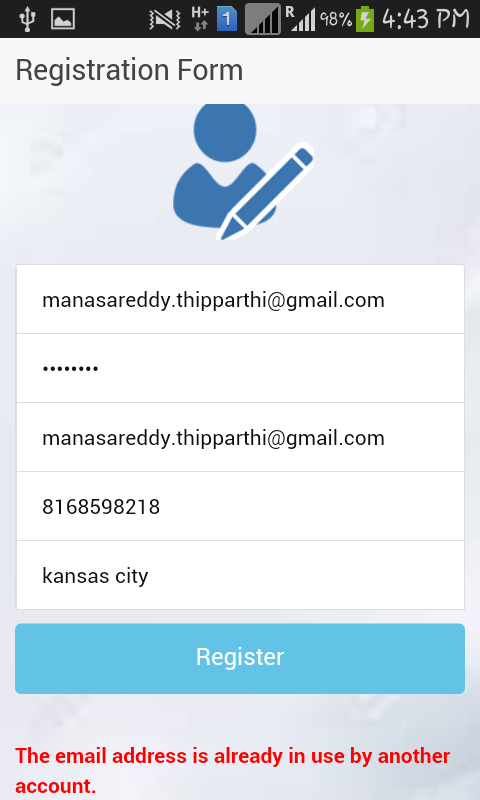 H+ 1 R 98% 4:43 PM
Registration Form
manasareddy.thipparthi@gmail.com
••••••••
manasareddy.thipparthi@gmail.com
8168598218
kansas city
Register
The email address is already in use by another
account.